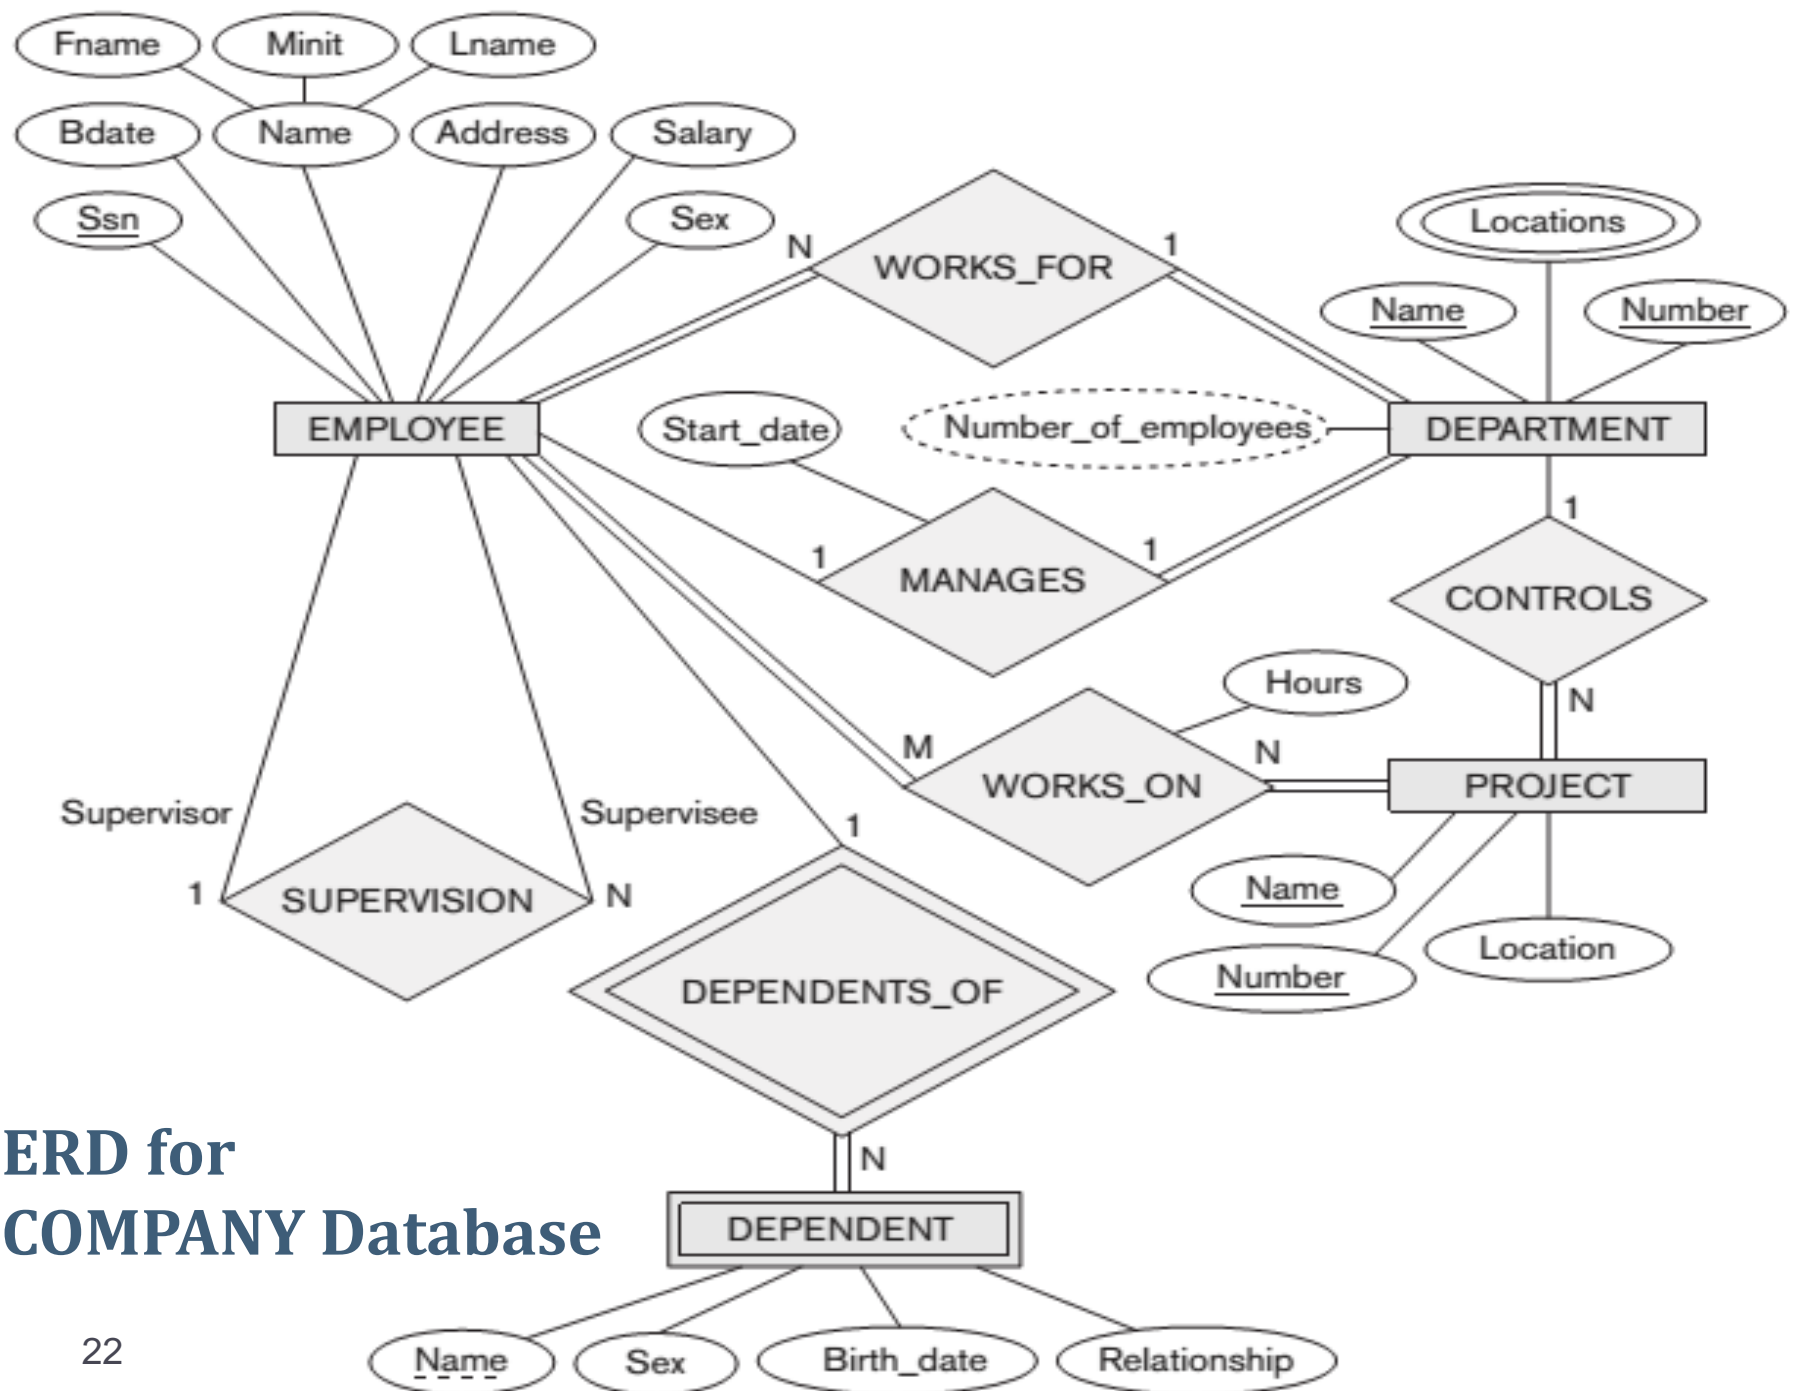 Fname
Minit
Lname
Bdate
Name
Address
Salary
Ssn
Sex
N
WORKS_FOR
1
Locations
Name
Number
EMPLOYEE
Start_date
Number_of_employees
DEPARTMENT
1
MANAGES
1
1
CONTROLS
N
Hours
M
WORKS_ON
N
PROJECT
Supervisor
Supervisee
1
SUPERVISION
N
1
Name
Number
Location
DEPENDENTS_OF
N
ERD for
COMPANY Database
DEPENDENT
Name
Sex
Birth_date
Relationship
22